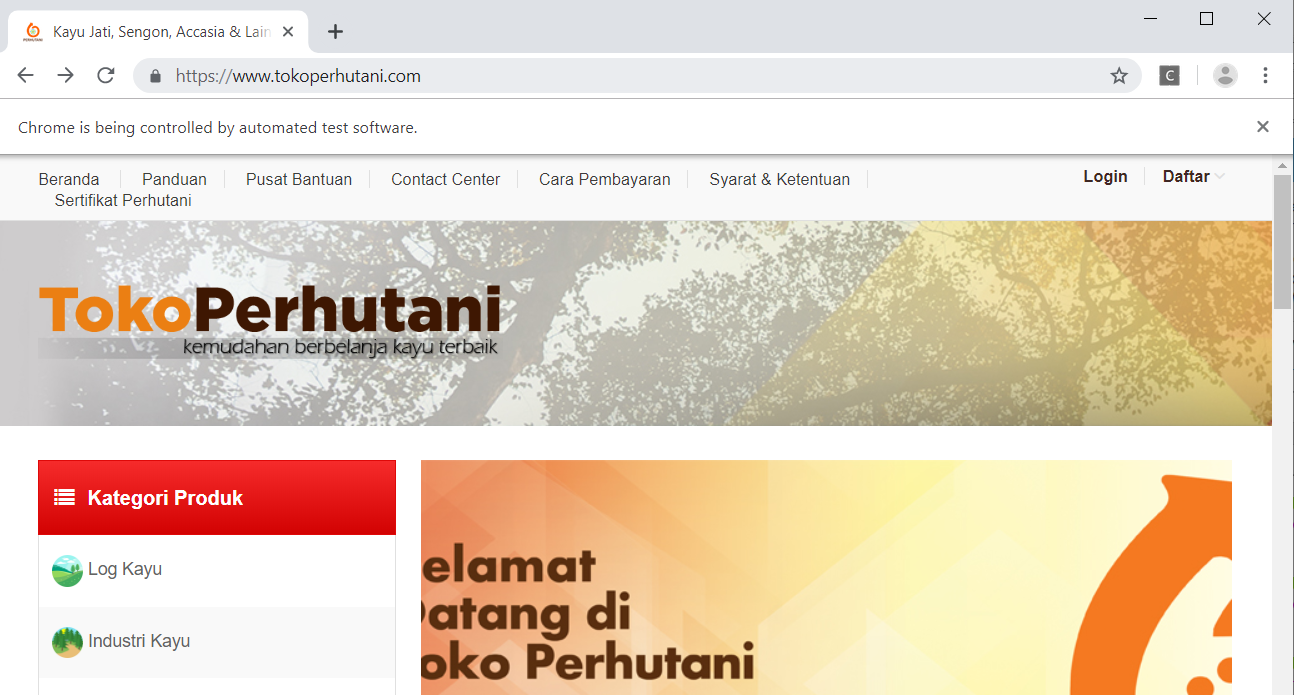 Kayu Jati, Sengon, Accasia & Lain
https://www.tokoperhutani.com
C
Chrome is being controlled by automated test software.
Beranda Panduan Pusat Bantuan Contact Center Cara Pembayaran Syarat & Ketentuan Login Daftar
Sertifikat Perhutani
TokoPerhutani
kemudahan berbelanja kayu terbaik
Kategori Produk
Log Kayu
Industri Kayu
elamat
atang di
oko Perhutani